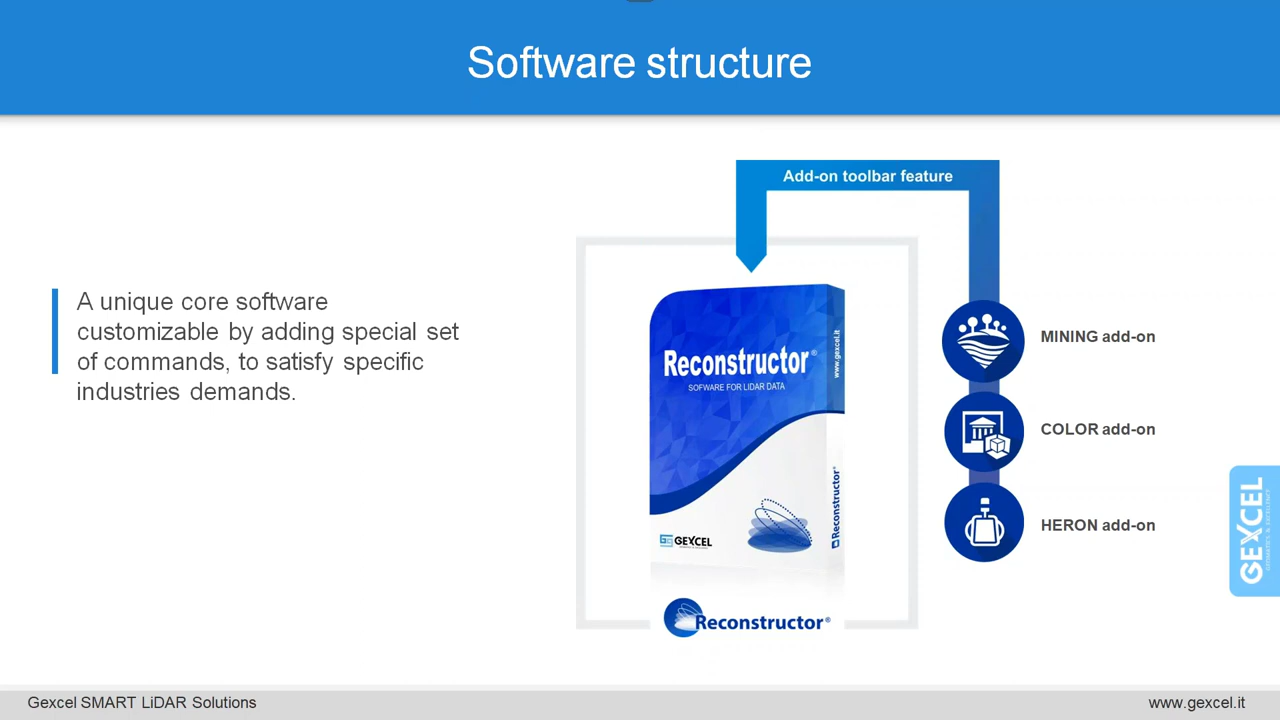 Software structure
Add-on toolbar feature
A unique core software
customizable by adding special set
of commands, to satisfy specific
industries demands.
Reconstructor®
SOFWARE FOR LIDAR DATA
www.gexcel.it
Reconstructor®
GEXCEL
Reconstructor®
MINING add-on
COLOR add-on
HERON add-on
GEXCEL
Gexcel SMART LiDAR Solutions
www.gexcel.it